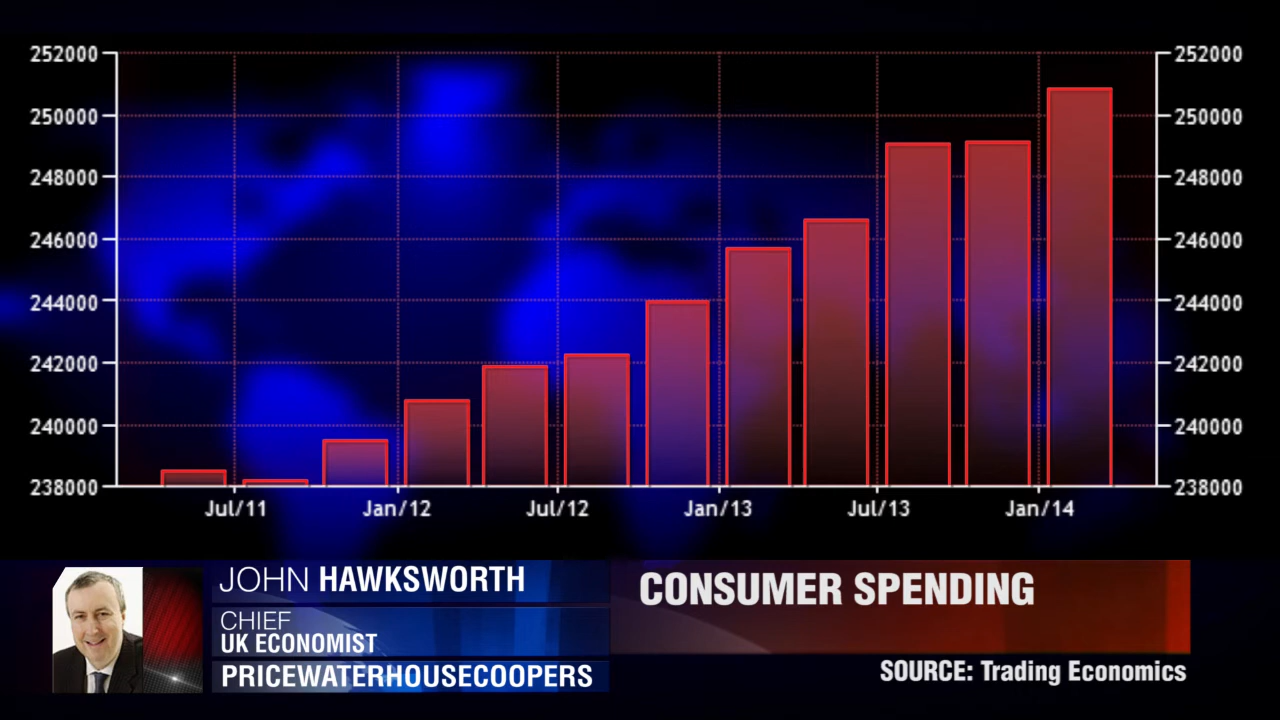 252000 252000
250000 250000
248000 248000
246000 246000
244000 244000
242000 242000
240000 240000
238000 238000
Jul/11 Jan/12 Jul/12 Jan/13 Jul/13 Jan/14
JOHN HAWKSWORTH
CHIEF
UK ECONOMIST
PRICEWATERHOUSECOOPERS
CONSUMER SPENDING
SOURCE: Trading Economics